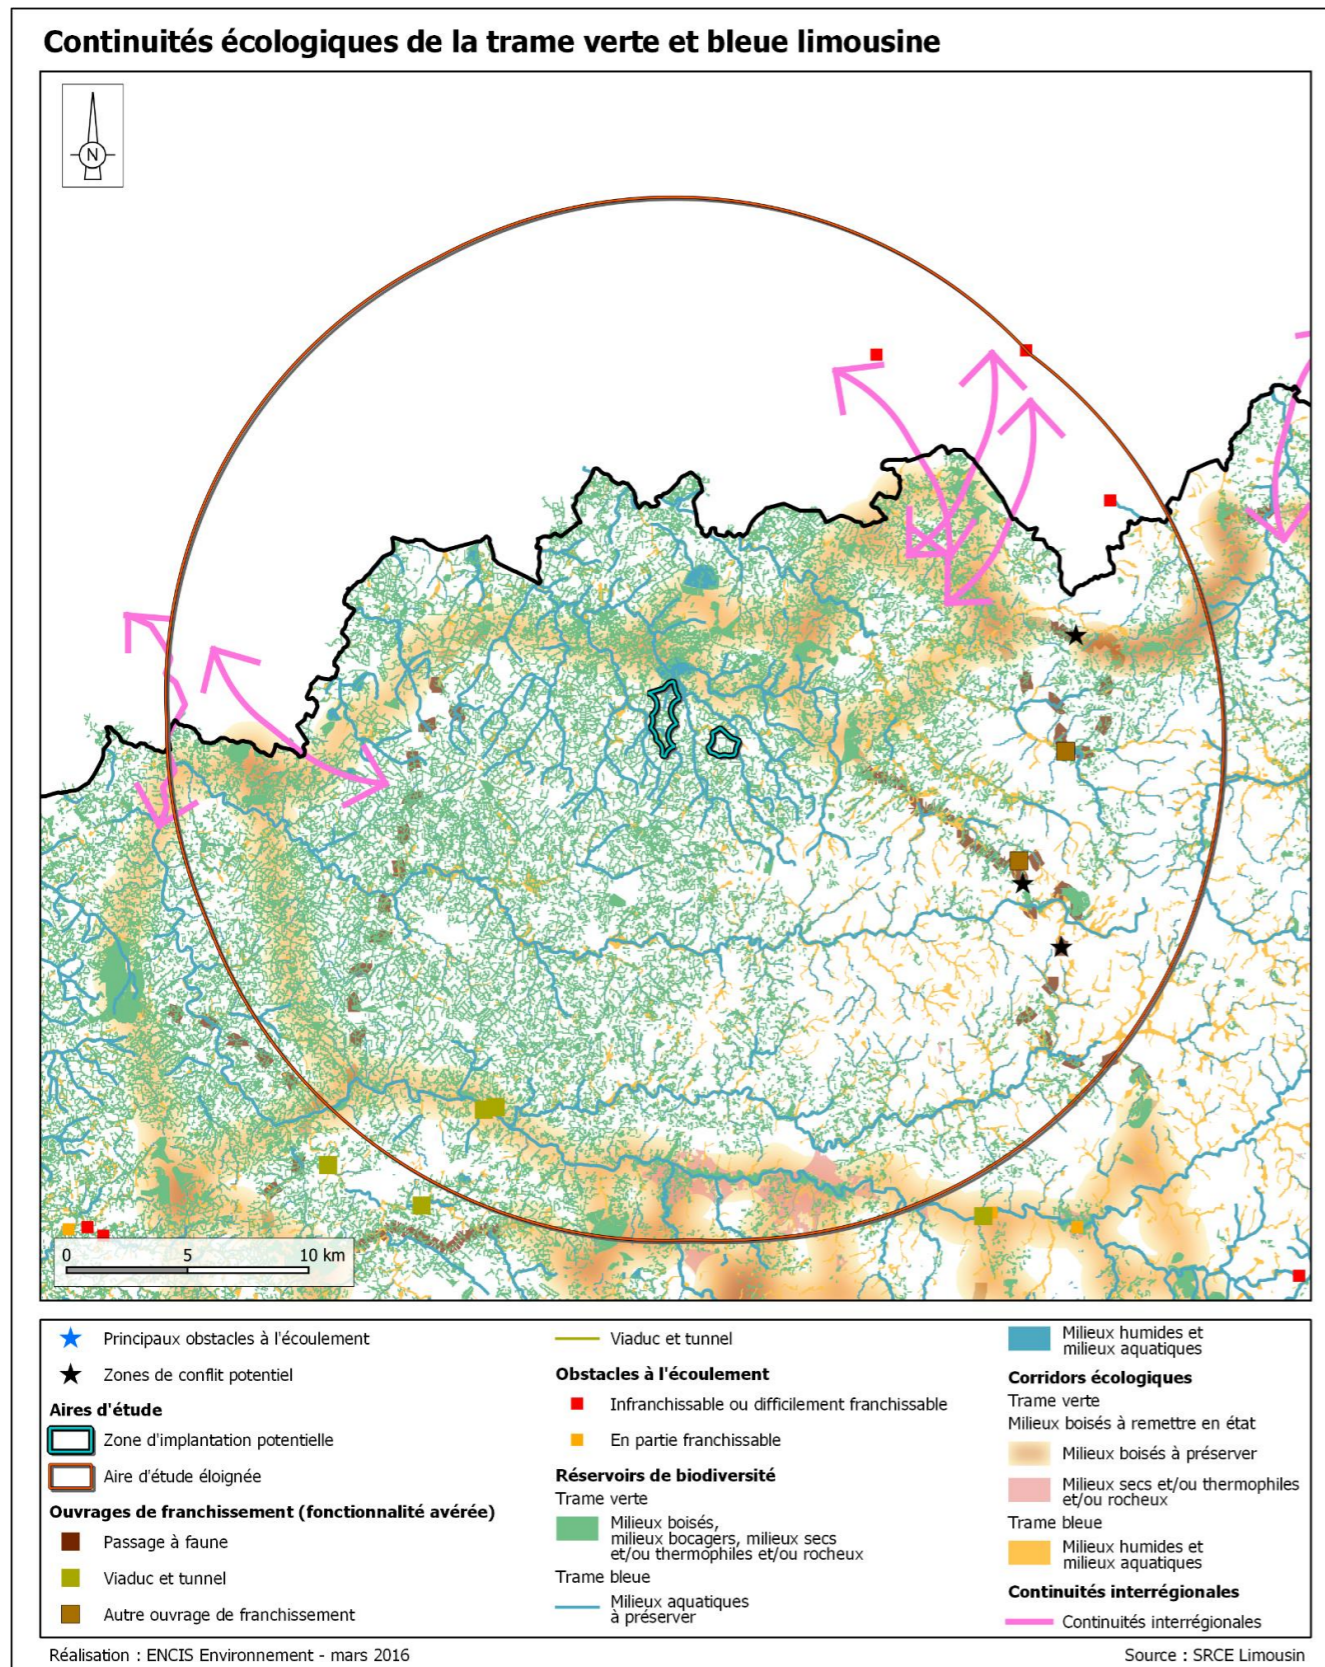 Continuités écologiques de la trame verte et bleue limousine
N
0 5 10 km
Principaux obstacles à l'écoulement
Zones de conflit potentiel
Aires d'étude
Zone d'implantation potentielle
Aire d'étude éloignée
Ouvrages de franchissement (fonctionnalité avérée)
Passage à faune
Viaduc et tunnel
Autre ouvrage de franchissement
Viaduc et tunnel
Obstacles à l'écoulement
Infranchissable ou difficilement franchissable
En partie franchissable
Réservoirs de biodiversité
Trame verte
Milieux boisés,
milieux bocagers, milieux secs
et/ou thermophiles et/ou rocheux
Trame bleue
Milieux aquatiques
à préserver
Milieux humides et
milieux aquatiques
Corridors écologiques
Trame verte
Milieux boisés à remettre en état
Milieux boisés à préserver
Milieux secs et/ou thermophiles
et/ou rocheux
Trame bleue
Milieux humides et
milieux aquatiques
Continuités interrégionales
Continuités interrégionales
Réalisation : ENCIS Environnement - mars 2016
Source : SRCE Limousin